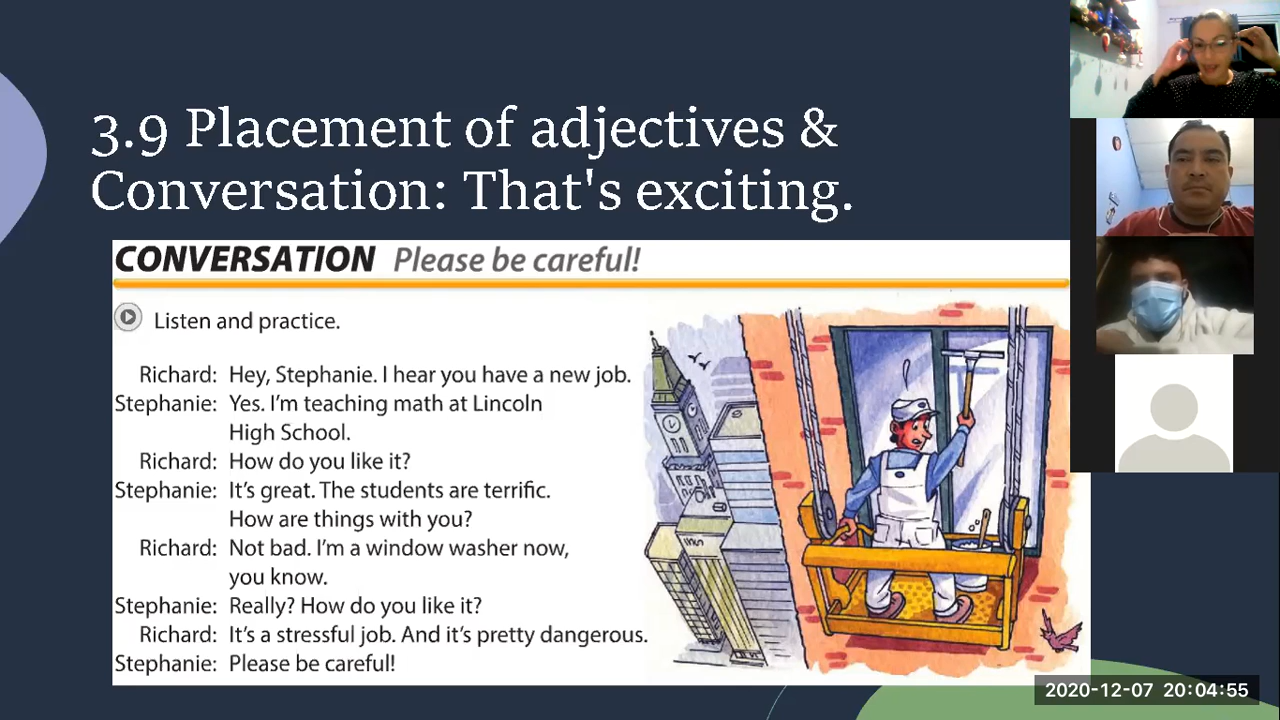 3.9 Placement of adjectives &
Conversation: That's exciting.
CONVERSATION Please be careful!
Listen and practice.
Richard: Hey, Stephanie. I hear you have a new job.
Stephanie: Yes. I'm teaching math at Lincoln
High School.
Richard: How do you like it?
Stephanie: It's great. The students are terrific.
How are things with you?
Richard: Not bad. I'm a window washer now,
you know.
Stephanie: Really? How do you like it?
Richard: It's a stressful job. And it's pretty dangerous.
Stephanie: Please be careful!
2020-12-07 20:04:55